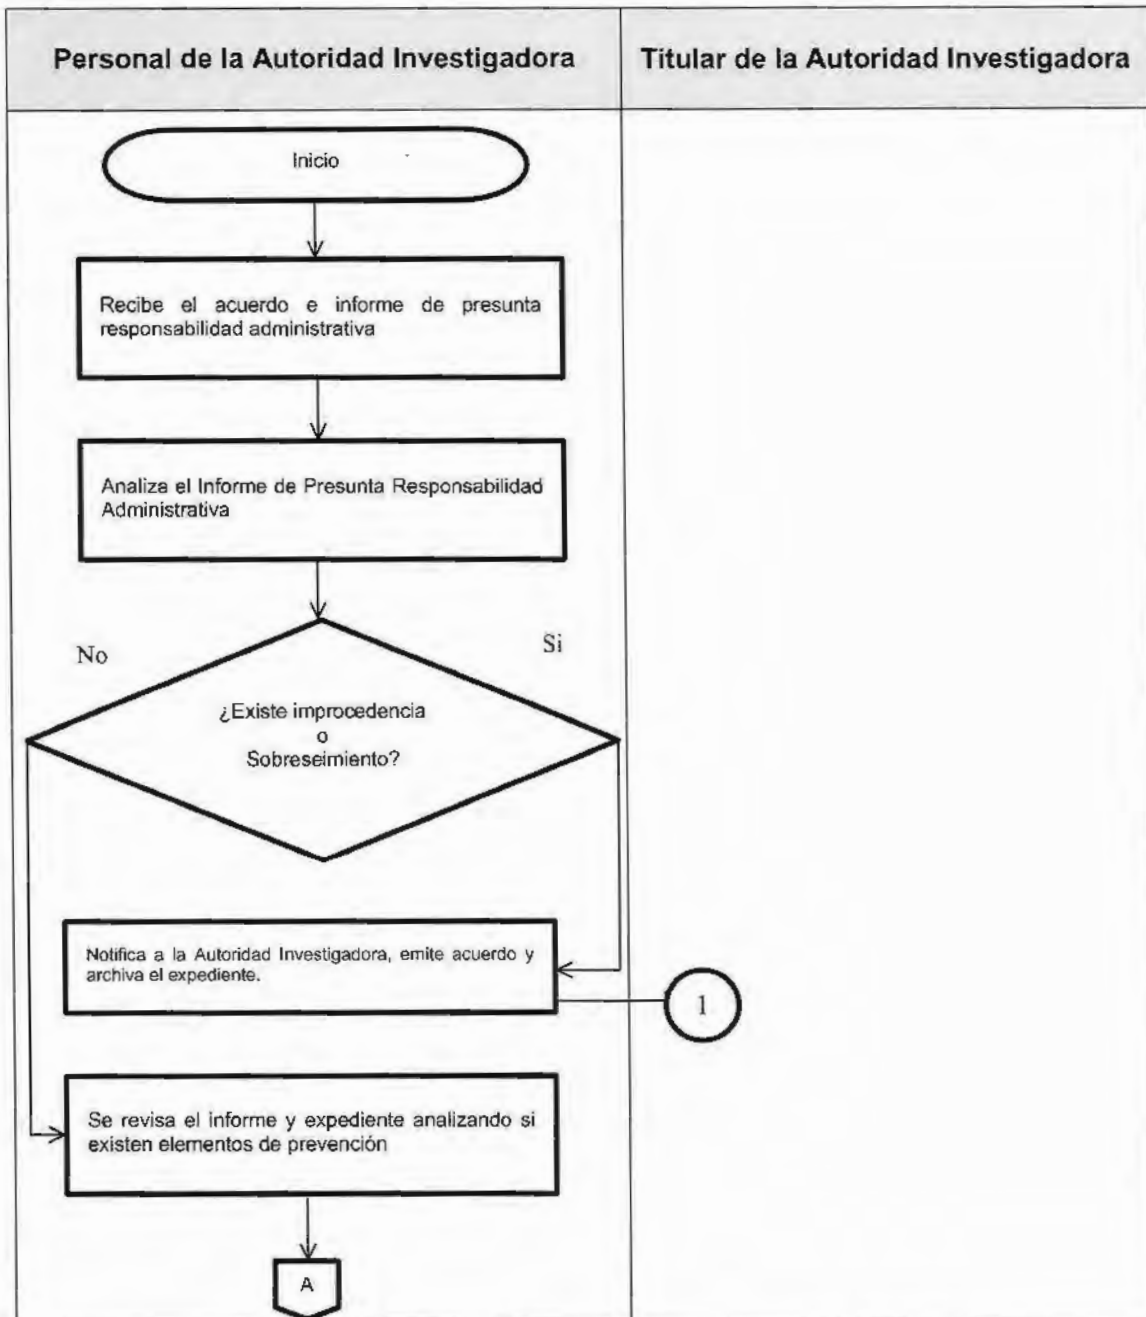 Personal de la Autoridad Investigadora
Titular de la Autoridad Investigadora
Inicio
Recibe el acuerdo e informe de presunta
responsabilidad administrativa
Analiza el Informe de Presunta Responsabilidad
Administrativa
No
Si
¿Existe improcedencia
o
Sobreseimiento?
Notifica a la Autoridad Investigadora, emite acuerdo y
archiva el expediente.
1
Se revisa el informe y expediente analizando si
existen elementos de prevención
A